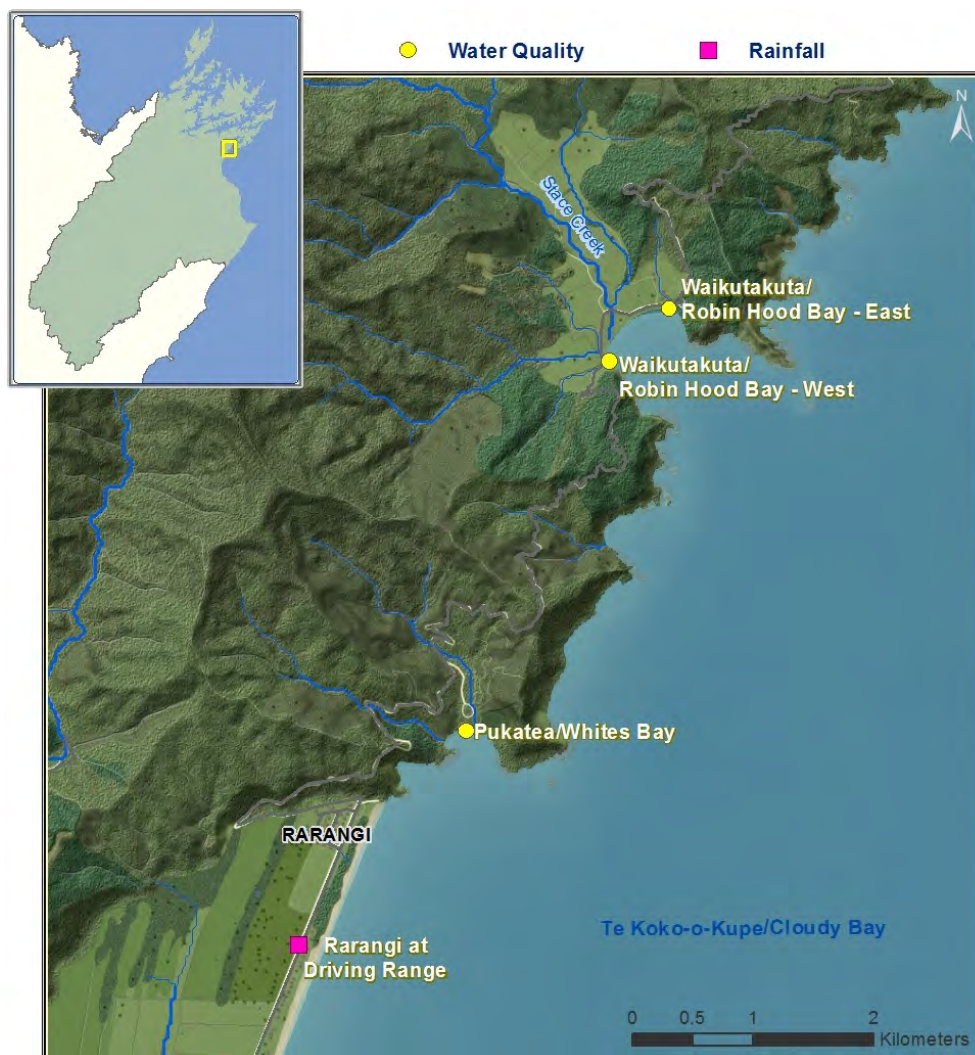 Water Quality
Rainfall
N
Stace Creek
Waikutakuta/
Robin Hood Bay - East
Waikutakuta/
Robin Hood Bay - West
Pukatea/Whites Bay
RARANGI
Te Koko-o-Kupe/Cloudy Bay
Rarangi at
Driving Range
0 0.5 1 2
Kilometers